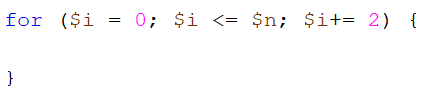 for ($i = 0; $i <= $n; $i+= 2) {
}